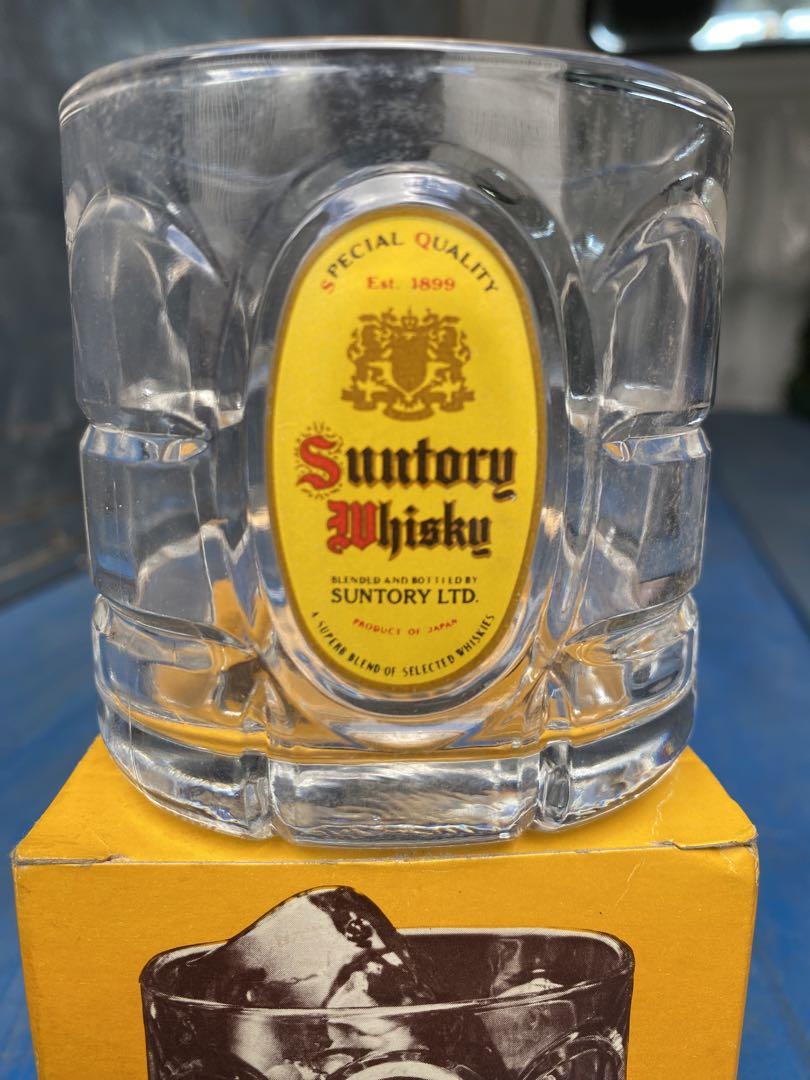 SPECIAL QUALITY
Est. 1899
Suntory
Whisky
BLENDED AND BOTTLED BY
SUNTORY LTD.
PRODUCT OF JAPAN
A SUPERB BLEND OF SELECTED WHISKIES